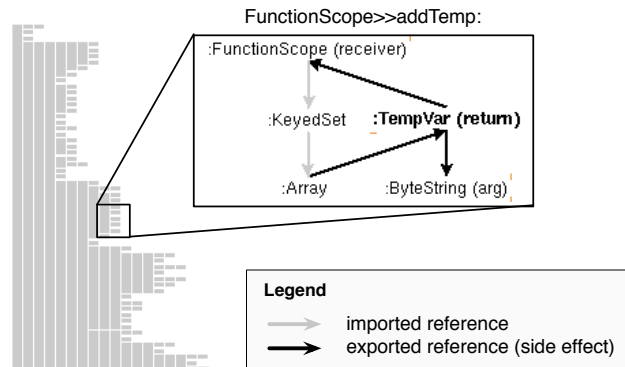 FunctionScope>>addTemp:
:FunctionScope (receiver)
:KeyedSet :TempVar (return)
:Array :ByteString (arg)
Legend
imported reference
exported reference (side effect)